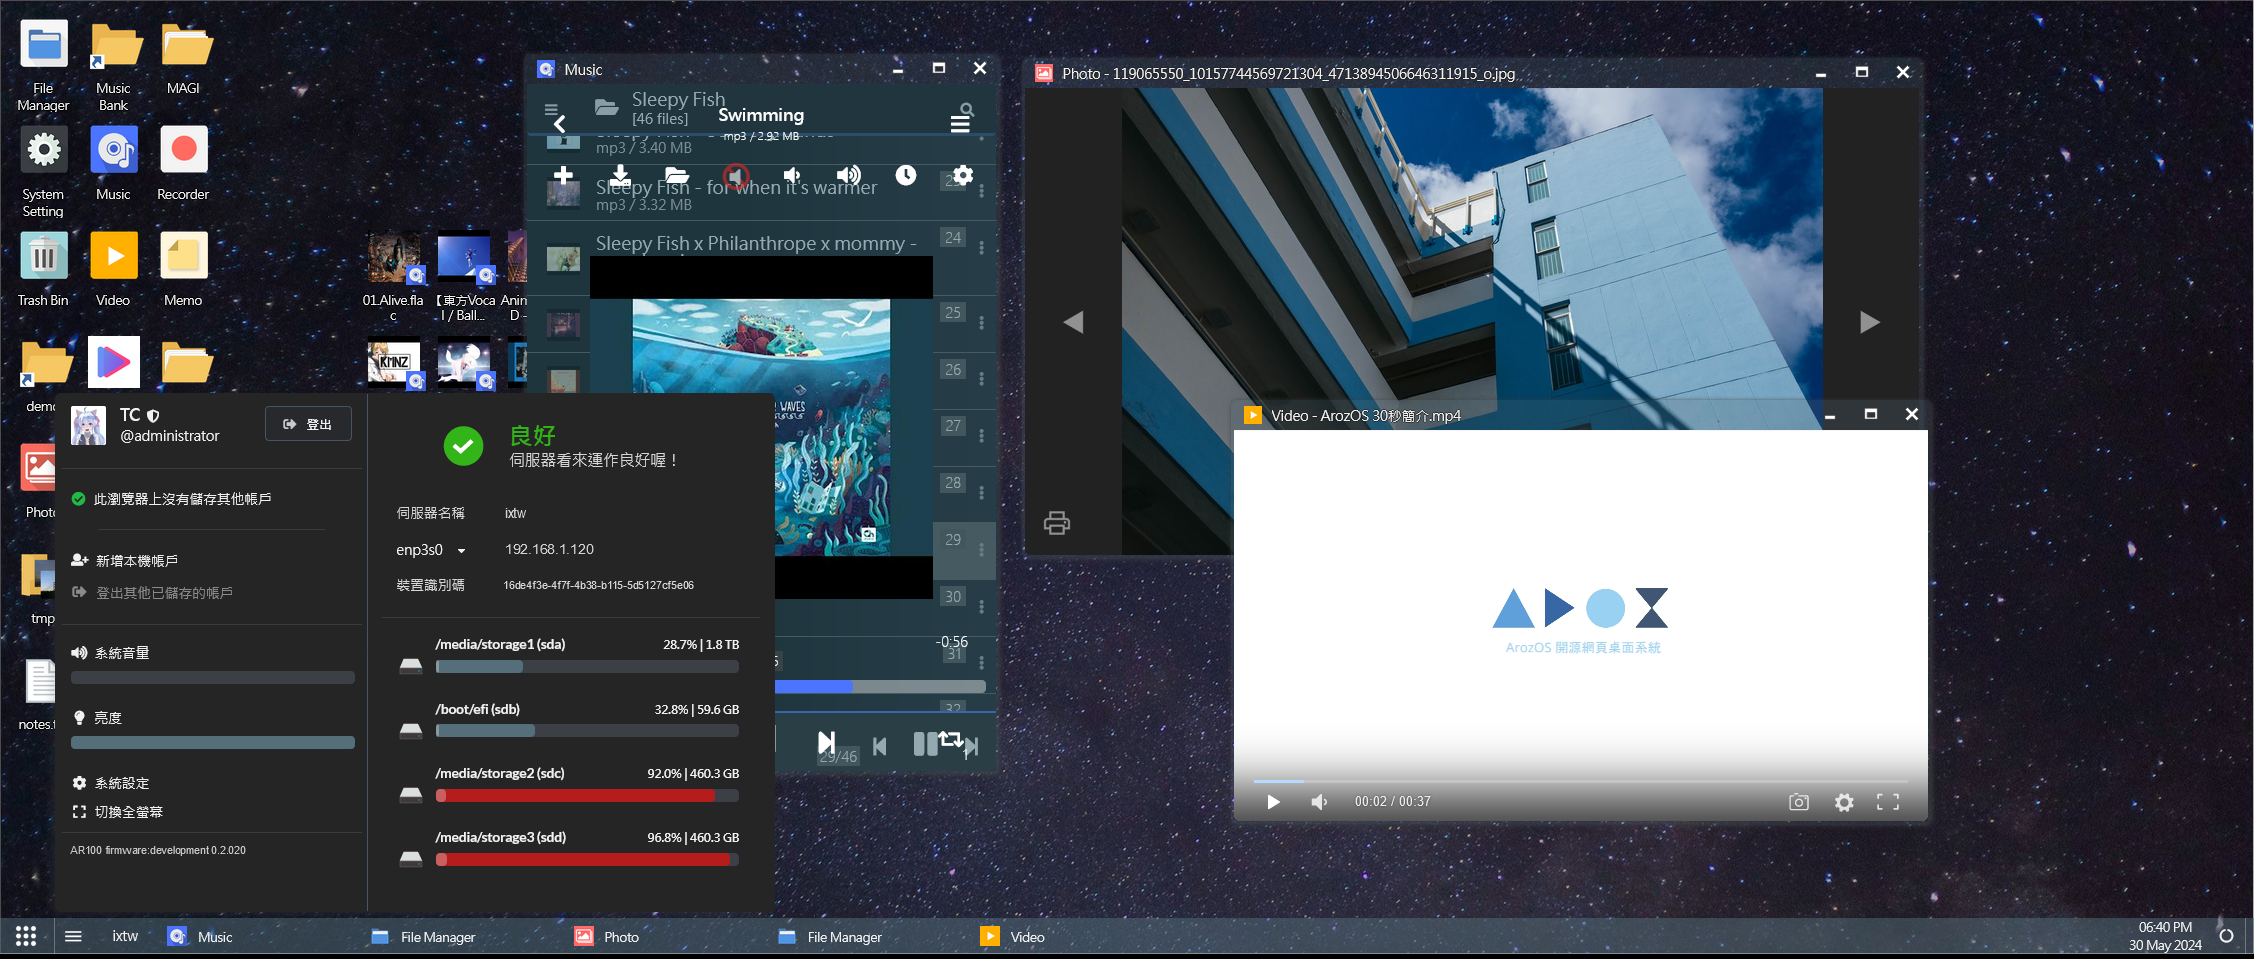 File
Manager
Music
Bank
MAGI
System
Setting
Music
Recorder
Trash Bin
Video
Memo
01.Alive.fla
c
【東方Voca
l / Ball...
Anin
D -
KMNZ
demo
Photo
tmp
notes.t
Music
Sleepy Fish
[46 files]
Swimming
mp3 / 2.92 MB
mp3 / 3.40 MB
Sleepy Fish - for when it's warmer
mp3 / 3.32 MB
23
Sleepy Fish x Philanthrope x mommy -
24
25
26
27
28
29
30
31
32
WAVES
-0:56
29/46
1
Photo - 119065550_10157744569721304_4713894506646311915_o.jpg
Video - ArozOS 30秒簡介.mp4
ArozOS 開源網頁桌面系統
00:02 / 00:37
TC
@administrator
登出
此瀏覽器上沒有儲存其他帳戶
新增本機帳戶
登出其他已儲存的帳戶
系統音量
亮度
系統設定
切換全螢幕
AR100 firmware:development 0.2.020
良好
伺服器看來運作良好喔！
伺服器名稱 ixtw
enp3s0 192.168.1.120
裝置識別碼 16de4f3e-4f7f-4b38-b115-5d5127cf5e06
/media/storage1 (sda) 28.7% | 1.8 TB
/boot/efi (sdb) 32.8% | 59.6 GB
/media/storage2 (sdc) 92.0% | 460.3 GB
/media/storage3 (sdd) 96.8% | 460.3 GB
ixtw
Music
File Manager
Photo
File Manager
Video
06:40 PM
30 May 2024